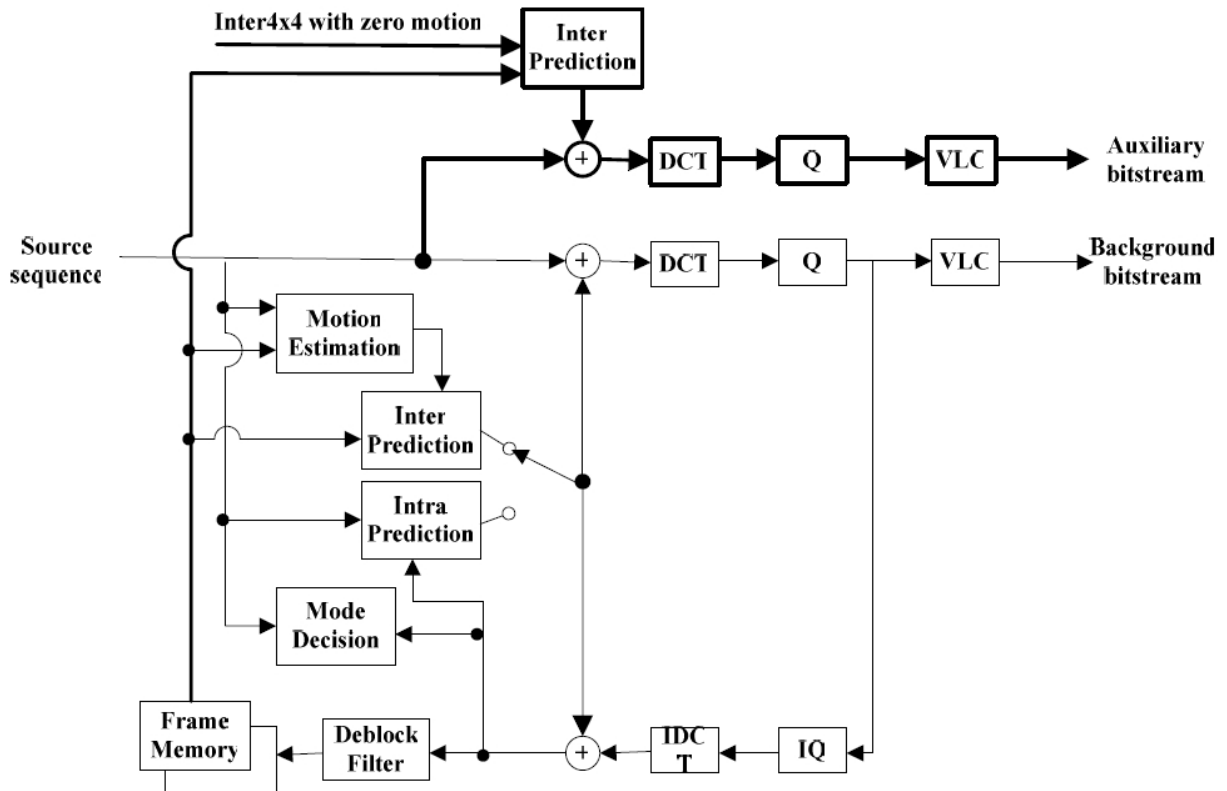 Inter4x4 with zero motion
Inter
Prediction
+
DCT
Q
VLC
Auxiliary
bitstream
Source
sequence
+
DCT
Q
VLC
Background
bitstream
Motion
Estimation
Inter
Prediction
Intra
Prediction
Mode
Decision
Frame
Memory
Deblock
Filter
+
IDC
T
IQ